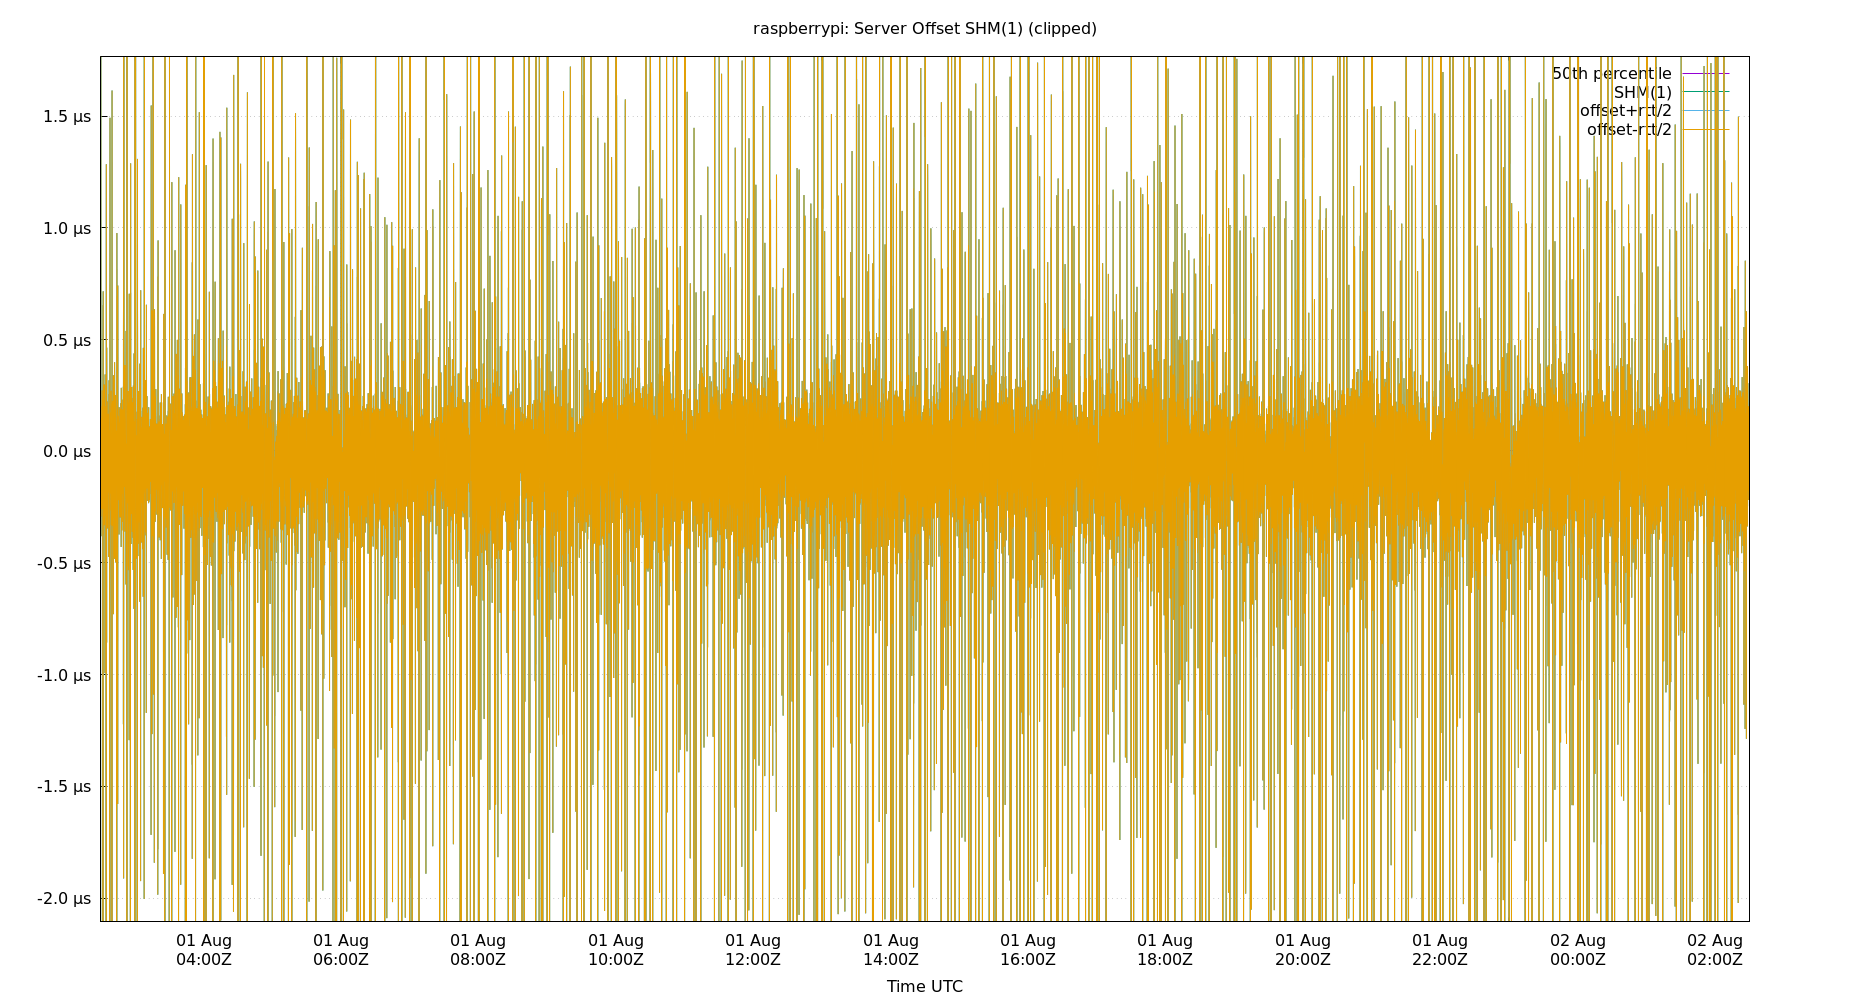 raspberrypi: Server Offset SHM(1) (clipped)
50th percentile
SHM(1)
offset+rtt/2
offset-rtt/2
1.5 µs
1.0 µs
0.5 µs
0.0 µs
-0.5 µs
-1.0 µs
-1.5 µs
-2.0 µs
01 Aug 01 Aug 01 Aug 01 Aug 01 Aug 01 Aug 01 Aug 01 Aug 01 Aug 01 Aug 02 Aug 02 Aug
04:00Z 06:00Z 08:00Z 10:00Z 12:00Z 14:00Z 16:00Z 18:00Z 20:00Z 22:00Z 00:00Z 02:00Z
Time UTC